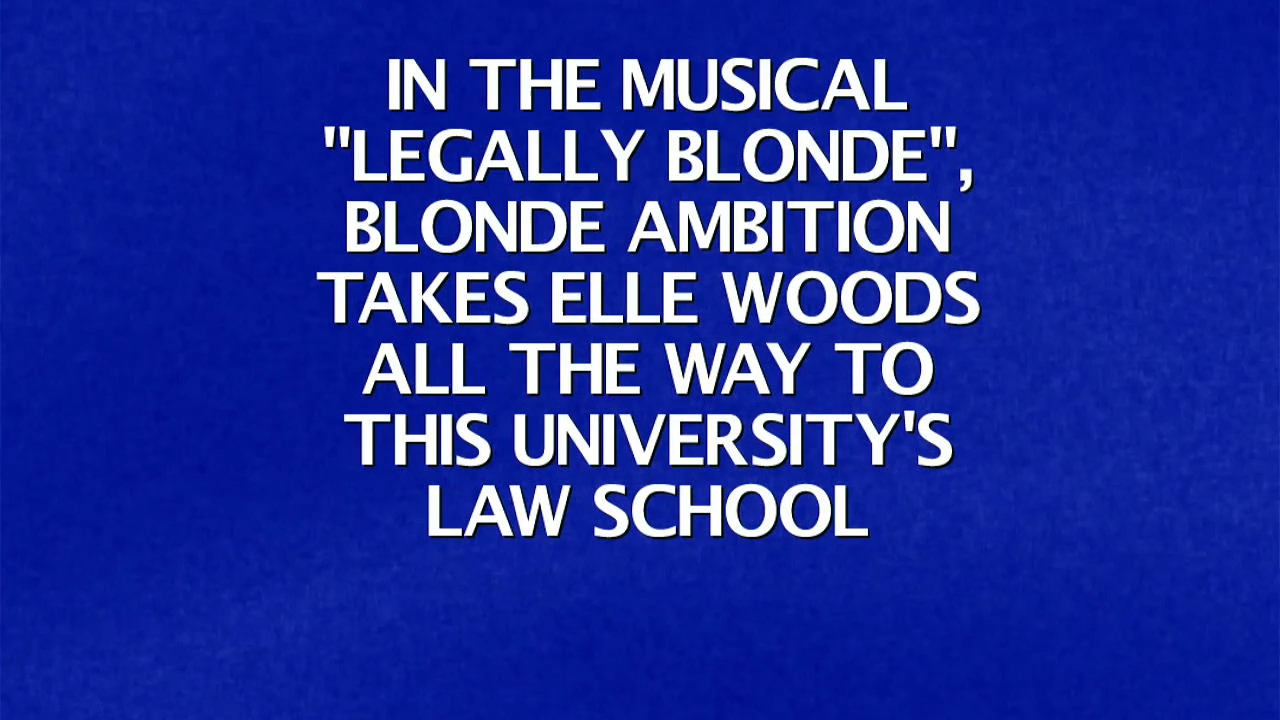 IN THE MUSICAL
"LEGALLY BLONDE",
BLONDE AMBITION
TAKES ELLE WOODS
ALL THE WAY TO
THIS UNIVERSITY'S
LAW SCHOOL